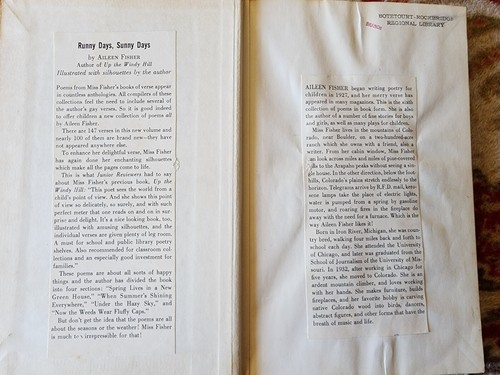 Runny Days, Sunny Days
by AILEEN FISHER
Author of Up the Windy Hill
Illustrated with silhouettes by the author
Poems from Miss Fisher's books of verse appear
in countless anthologies. All compilers of these
collections feel the need to include several of
the author's gay verses. So it is good indeed
to offer children a new collection of poems all
by Aileen Fisher.
There are 147 verses in this new volume and
nearly 100 of them are brand new—they have
not appeared anywhere else.
To enhance her delightful verse, Miss Fisher
has again done her enchanting silhouettes
which make all the pages come to life.
This is what Junior Reviewers had to say
about Miss Fisher's previous book, Up the
Windy Hill: "This poet sees the world from a
child's point of view. And she shows this point
of view so delicately, so surely, and with such
perfect meter that one reads on and on in sur-
prise and delight. It's a nice looking book, too,
illustrated with amusing silhouettes, and the
individual verses are given plenty of leg room.
A must for school and public library poetry
shelves. Also recommended for classroom col-
lections and an especially good investment for
families."
These poems are about all sorts of happy
things and the author has divided the book
into four sections: "Spring Lives in a New
Green House," "When Summer's Shining
Everywhere," "Under the Hazy Sky," and
"Now the Weeds Wear Fluffy Caps."
But don't get the idea that the poems are all
about the seasons or the weather! Miss Fisher
is much too irrepressible for that!
BOTETOURT-ROCKBRIDGE
REGIONAL LIBRARY
AILEEN FISHER began writing poetry for
children in 1927, and her merry verse has
appeared in many magazines. This is the sixth
collection of poems in book form. She is also
the author of a number of fine stories for boys
and girls, as well as many plays for children.
Miss Fisher lives in the mountains of Colo-
rado, near Boulder, on a two-hundred-acre
ranch which she owns with a friend, also a
writer. From her cabin window, Miss Fisher
can look across miles and miles of pine-covered
hills to the Arapaho peaks without seeing a sin-
gle house. In the other direction, below the foot-
hills, Colorado's plains stretch endlessly to the
horizon. Telegrams arrive by R.F.D. mail, kero-
sene lamps take the place of electric lights,
water is pumped from a spring by gasoline
motor, and roaring fires in the fireplace do
away with the need for a furnace. Which is the
way Aileen Fisher likes it!
Born in Iron River, Michigan, she was coun-
try bred, walking four miles back and forth to
school each day. She attended the University
of Chicago, and later was graduated from the
School of Journalism of the University of Mis-
souri. In 1932, after working in Chicago for
five years, she moved to Colorado. She is an
ardent mountain climber, and loves working
with her hands. She makes furniture, builds
fireplaces, and her favorite hobby is carving
native Colorado wood into birds, dancers,
abstract figures, and other forms that have the
breath of music and life.